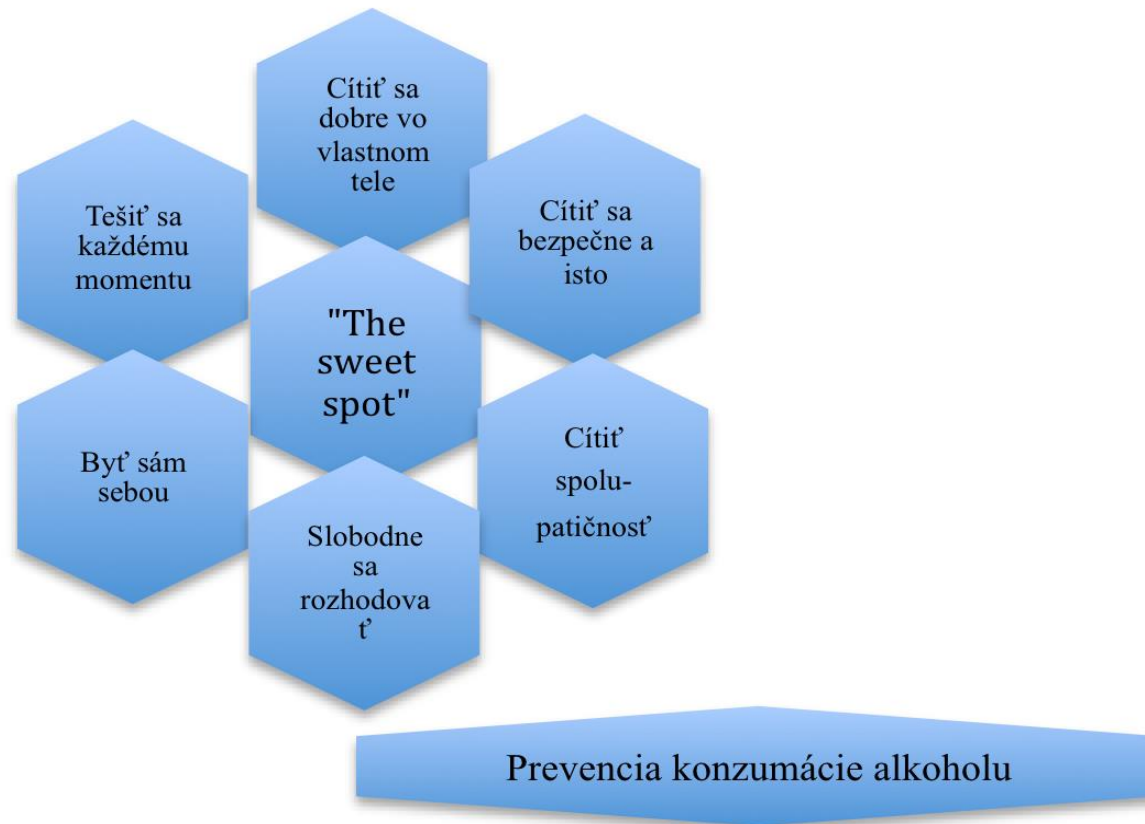 Cítiť sa
dobre vo
vlastnom
tele
Tešiť sa
každému
momentu
Cítiť sa
bezpečne a
isto
"The
sweet
spot"
Byť sám
sebou
Cítiť
spolu-
patičnosť
Slobodne
sa
rozhodova
ť
Prevencia konzumácie alkoholu